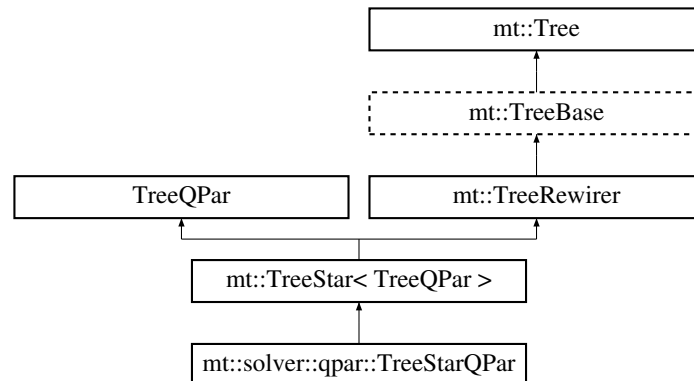 mt::Tree
mt::TreeBase
TreeQPar
mt::TreeRewirer
mt::TreeStar< TreeQPar >
mt::solver::qpar::TreeStarQPar